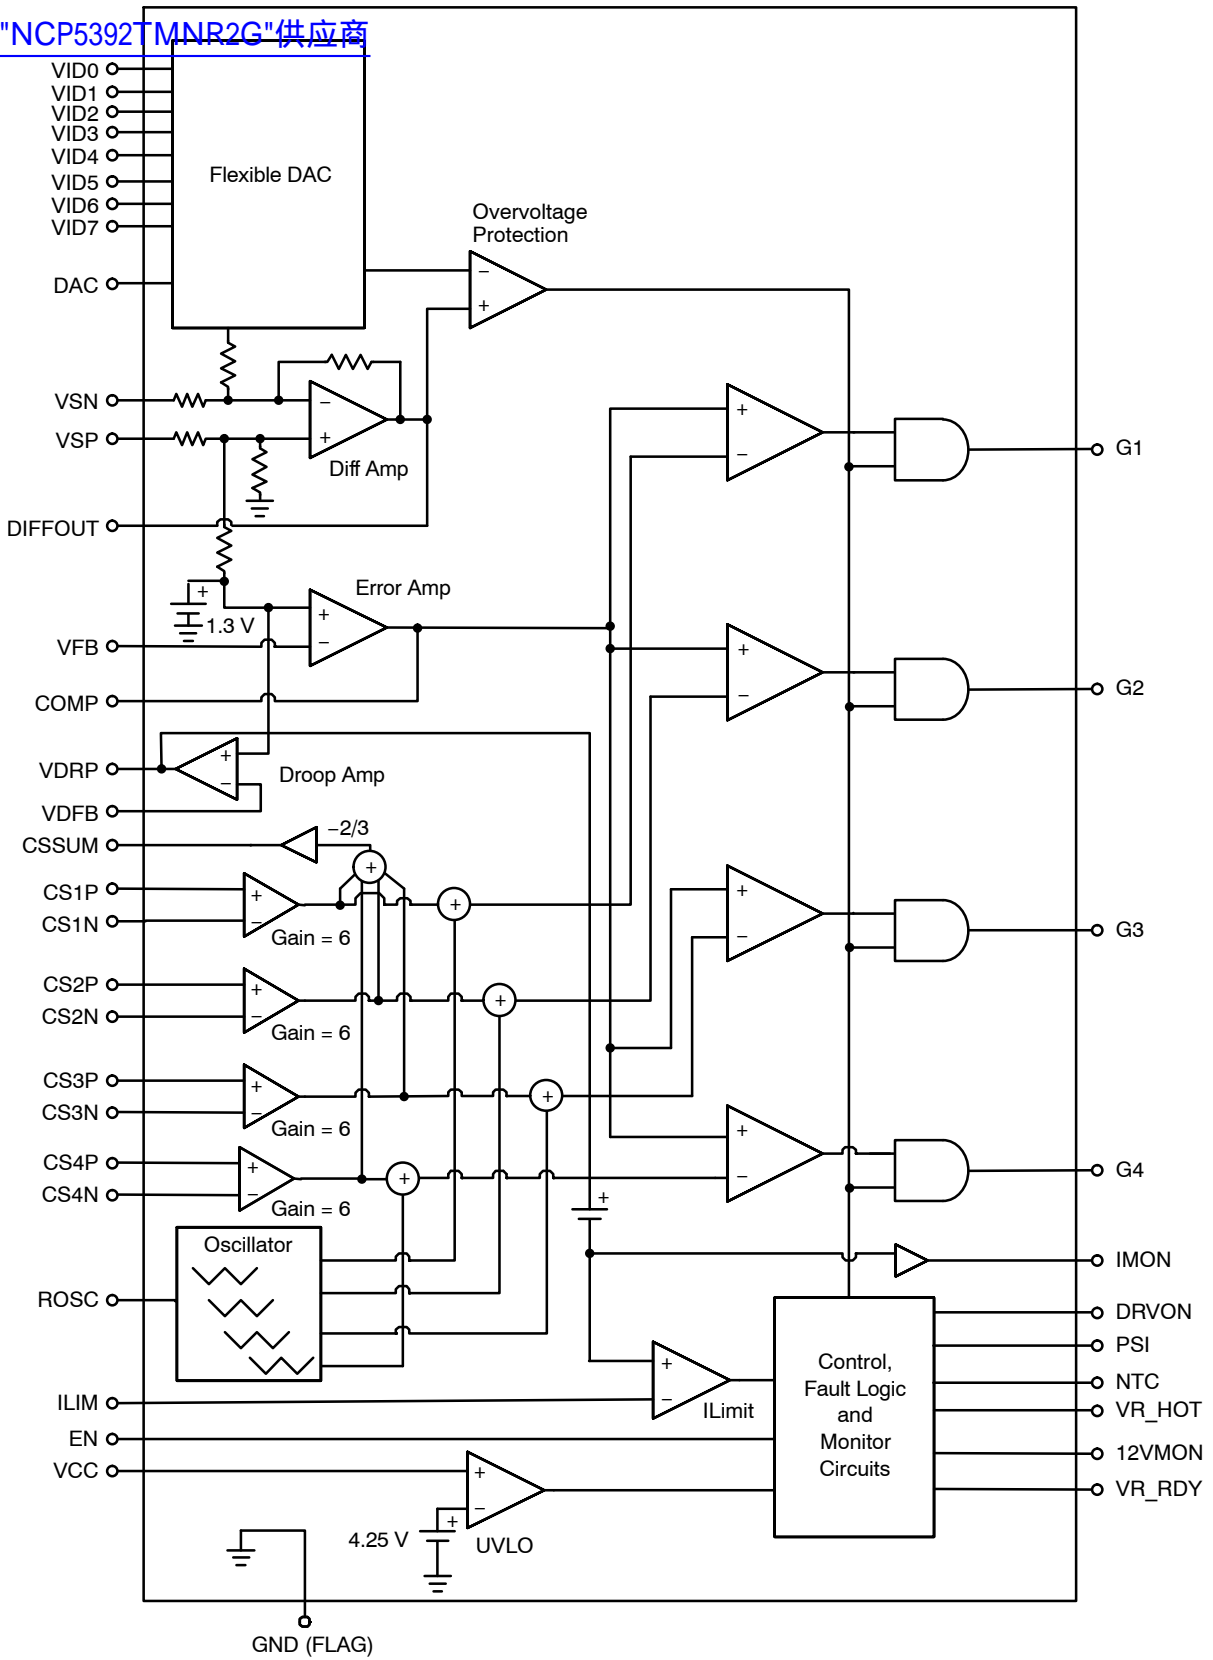 "NCP5392TMNR2G"供应商
VID0
VID1
VID2
VID3
VID4
VID5
VID6
VID7
DAC
Flexible DAC
Overvoltage
Protection
−
+
VSN
VSP
−
+
Diff Amp
DIFFOUT
+
1.3 V
Error Amp
+
−
VFB
COMP
VDRP
VDFB
+
−
Droop Amp
CSSUM
−2/3
+
CS1P
CS1N
+
−
Gain = 6
+
CS2P
CS2N
+
−
Gain = 6
+
CS3P
CS3N
+
−
Gain = 6
+
CS4P
CS4N
+
−
Gain = 6
+
+
−
G1
+
−
G2
+
−
G3
+
−
G4
+
Oscillator
ROSC
IMON
ILIM
+
−
ILimit
EN
VCC
+
−
+
4.25 V
UVLO
Control,
Fault Logic
and
Monitor
Circuits
DRVON
PSI
NTC
VR_HOT
12VMON
VR_RDY
GND (FLAG)